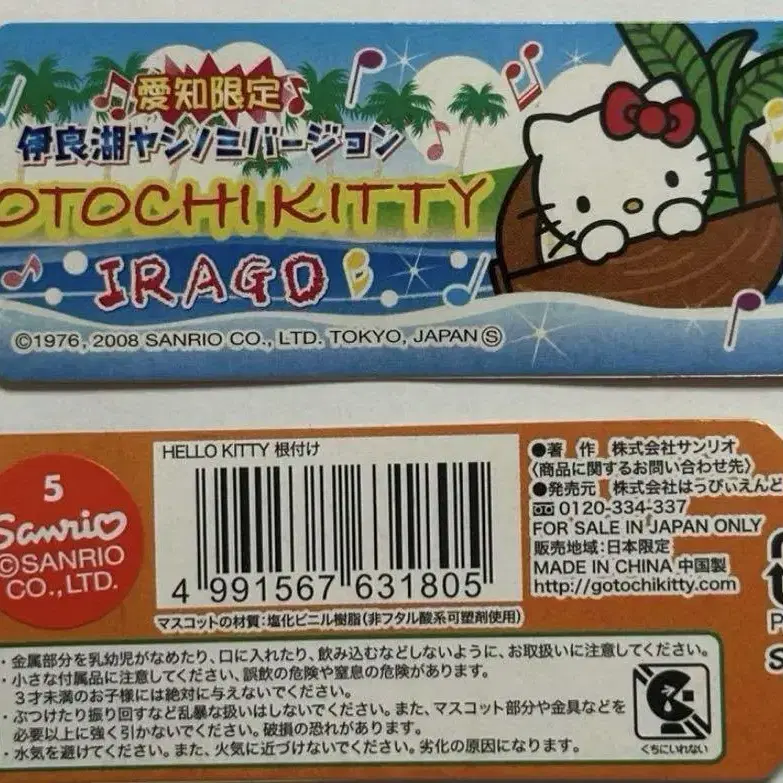 愛知限定
伊良湖ヤシノミバージョン
GOTOCHI KITTY
IRAGO
©1976, 2008 SANRIO CO., LTD. TOKYO, JAPAN Ⓢ
5
Sanrio
©SANRIO
CO., LTD.
HELLO KITTY 根付け
4 991567 631805
マスコットの材質:塩化ビニル樹脂(非フタル酸系可塑剤使用)
●著 作 株式会社サンリオ
〈商品に関するお問い合わせ先〉
●発売元 株式会社はうぴぃえんど
0120-334-337
FOR SALE IN JAPAN ONLY
販売地域:日本限定
MADE IN CHINA 中国製
http://gotochikitty.com
・金属部分を乳幼児がなめたり、口に入れたり、飲み込むなどしないように、お取扱いに注意してください。
・小さな付属品に注意してください、誤飲の危険や窒息の危険があります。
3才未満のお子様には絶対に与えないでください。
・ぶつけたり振り回すなど乱暴な扱いはしないでください。また、マスコット部分や金具などを
必要以上に強く引かないでください。破損の恐れがあります。
・水気を避けてください。また、火気に近づけないでください。劣化の原因になります。
くちにいれない
P
S